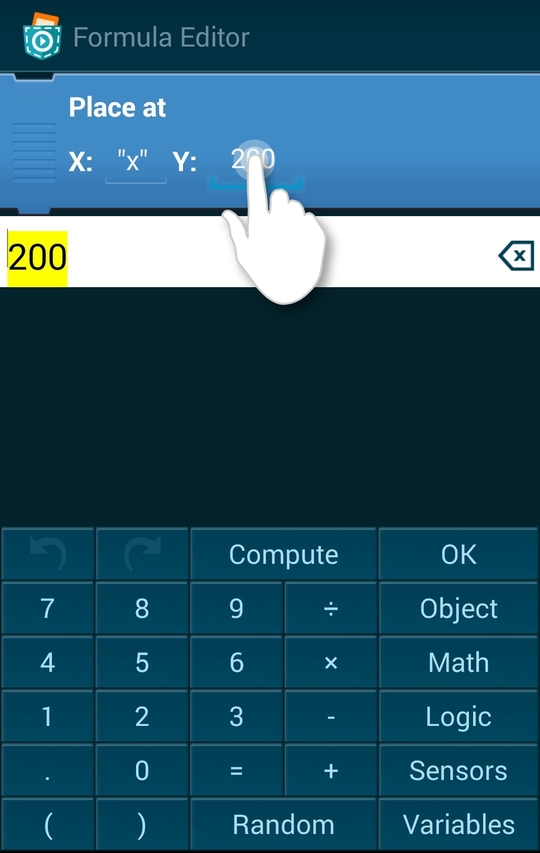 Formula Editor
Place at
X: "x" Y: 200
200
Compute OK
7 8 9 ÷ Object
4 5 6 × Math
1 2 3 - Logic
. 0 = + Sensors
( ) Random Variables